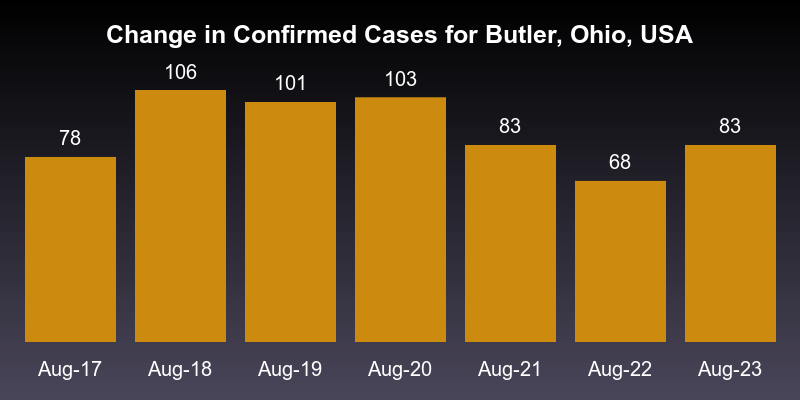 Change in Confirmed Cases for Butler, Ohio, USA
78 106 101 103 83 68 83
Aug-17 Aug-18 Aug-19 Aug-20 Aug-21 Aug-22 Aug-23